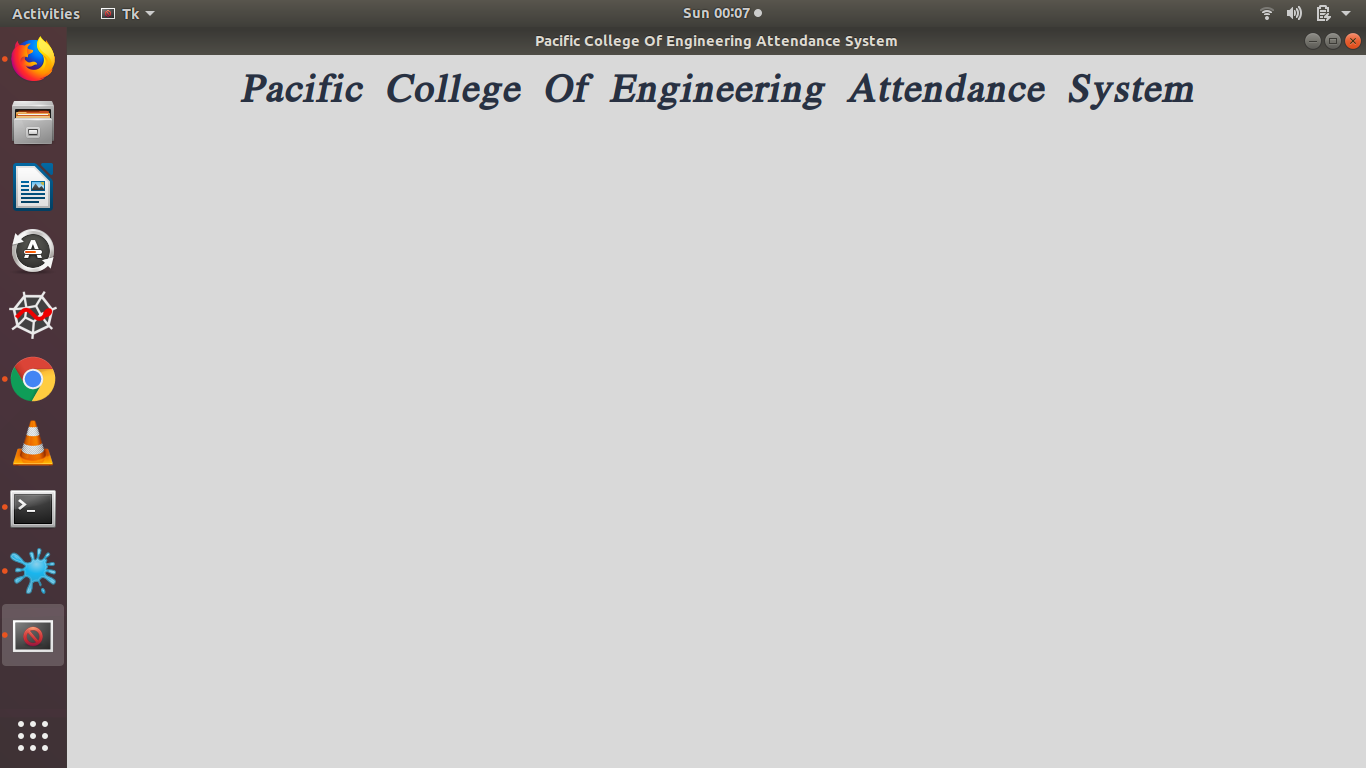 Activities Tk Sun 00:07
Pacific College Of Engineering Attendance System
Pacific College Of Engineering Attendance System